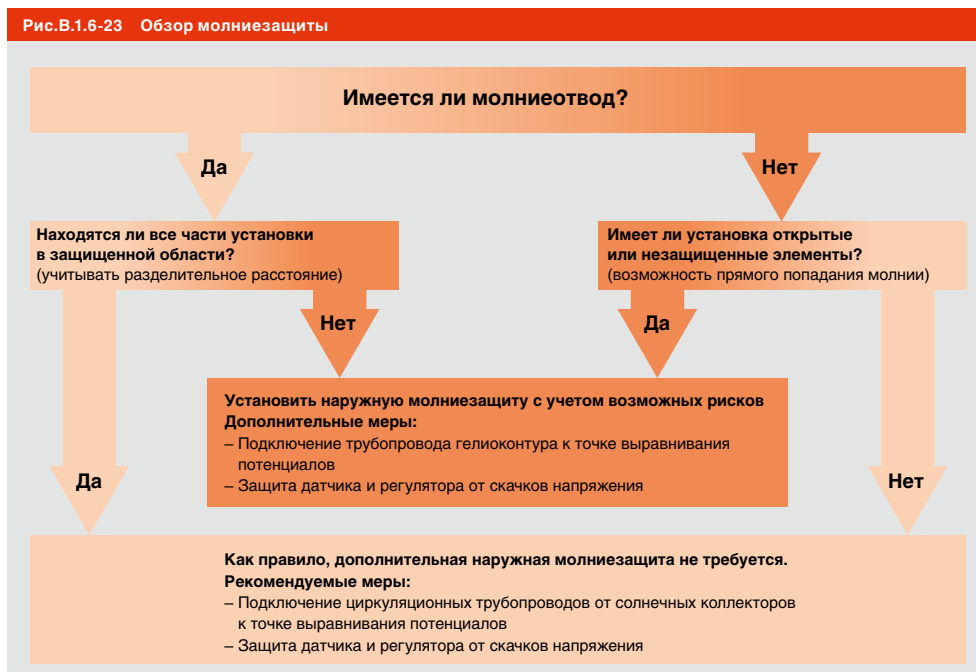 Рис.В.1.6-23 Обзор молниезащиты
Имеется ли молниеотвод?
Да
Нет
Находятся ли все части установки
в защищенной области?
(учитывать разделительное расстояние)
Имеет ли установка открытые
или незащищенные элементы?
(возможность прямого попадания молнии)
Нет
Да
Установить наружную молниезащиту с учетом возможных рисков
Дополнительные меры:
– Подключение трубопровода гелиоконтура к точке выравнивания
потенциалов
– Защита датчика и регулятора от скачков напряжения
Да
Нет
Как правило, дополнительная наружная молниезащита не требуется.
Рекомендуемые меры:
– Подключение циркуляционных трубопроводов от солнечных коллекторов
к точке выравнивания потенциалов
– Защита датчика и регулятора от скачков напряжения